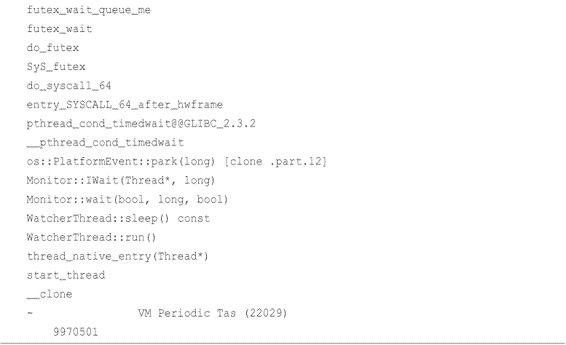 futex_wait_queue_me
futex_wait
do_futex
SyS_futex
do_syscall_64
entry_SYSCALL_64_after_hwframe
pthread_cond_timedwait@@GLIBC_2.3.2
__pthread_cond_timedwait
os::PlatformEvent::park(long) [clone .part.12]
Monitor::IWait(Thread*, long)
Monitor::wait(bool, long, bool)
WatcherThread::sleep() const
WatcherThread::run()
thread_native_entry(Thread*)
start_thread
__clone
- VM Periodic Tas (22029)
9970501